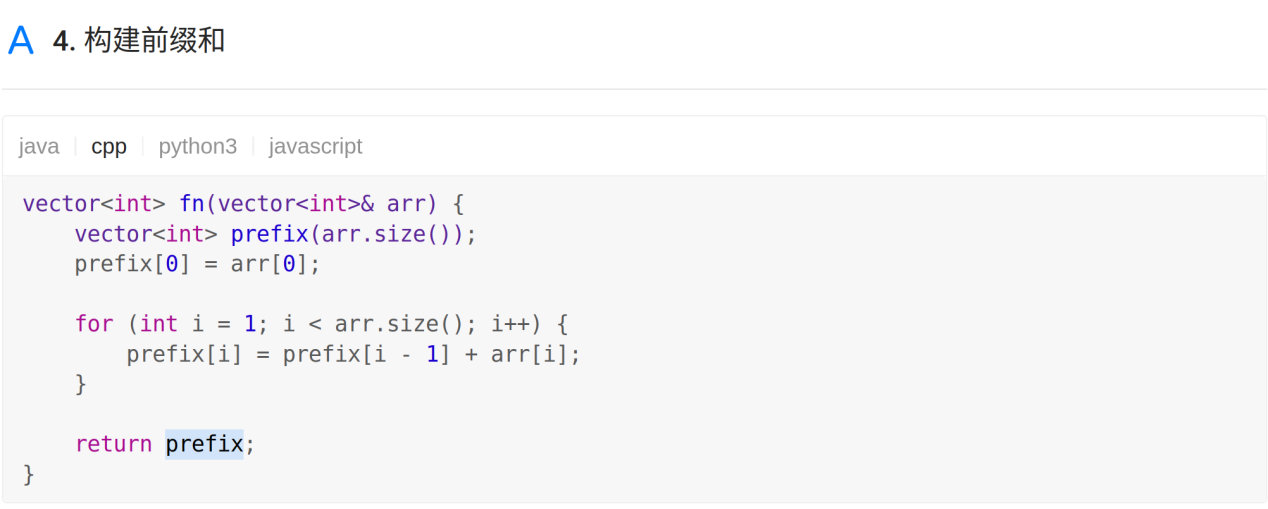 4. 构建前缀和
java | cpp | python3 | javascript
vector<int> fn(vector<int>& arr) {
    vector<int> prefix(arr.size());
    prefix[0] = arr[0];

    for (int i = 1; i < arr.size(); i++) {
        prefix[i] = prefix[i - 1] + arr[i];
    }

    return prefix;
}